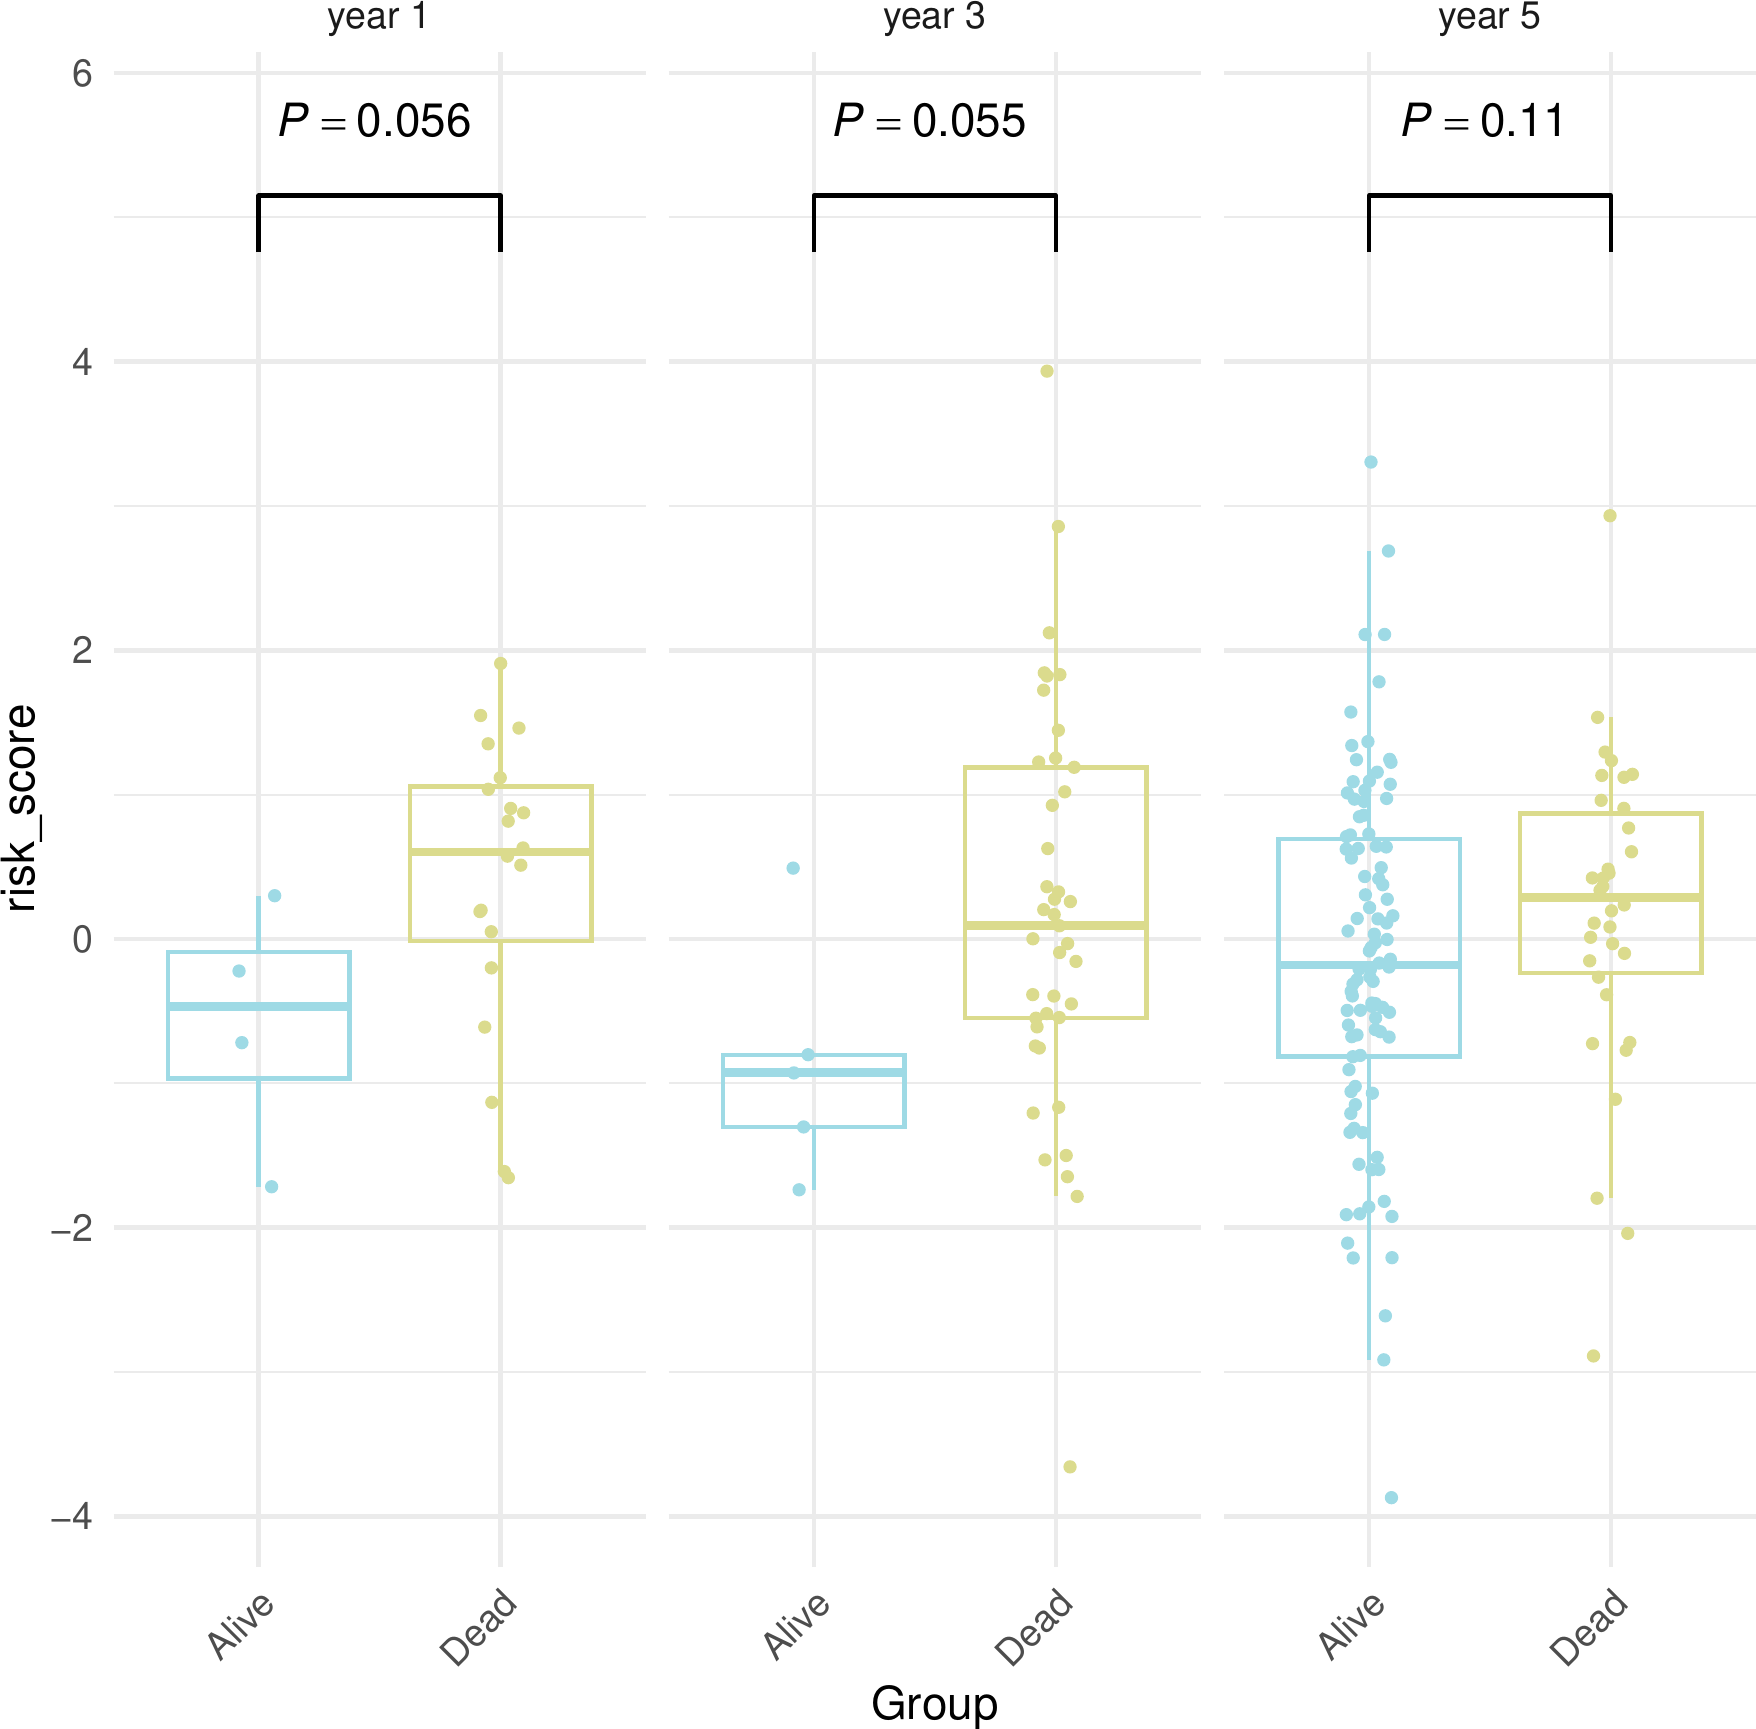 year 1
year 3
year 5
P = 0.056
P = 0.055
P = 0.11
6
4
2
0
−2
−4
risk_score
Alive
Dead
Alive
Dead
Alive
Dead
Group